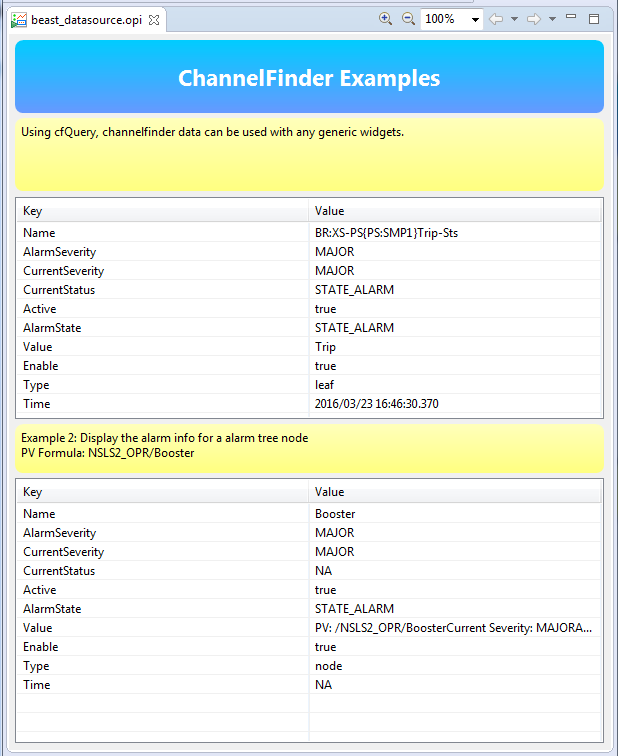 beast_datasource.opi
100%
ChannelFinder Examples
Using cfQuery, channelfinder data can be used with any generic widgets.
Key Value
Name BR:XS-PS{PS:SMP1}Trip-Sts
AlarmSeverity MAJOR
CurrentSeverity MAJOR
CurrentStatus STATE_ALARM
Active true
AlarmState STATE_ALARM
Value Trip
Enable true
Type leaf
Time 2016/03/23 16:46:30.370
Example 2: Display the alarm info for a alarm tree node
PV Formula: NSLS2_OPR/Booster
Key Value
Name Booster
AlarmSeverity MAJOR
CurrentSeverity MAJOR
CurrentStatus NA
Active true
AlarmState STATE_ALARM
Value PV: /NSLS2_OPR/BoosterCurrent Severity: MAJORA...
Enable true
Type node
Time NA